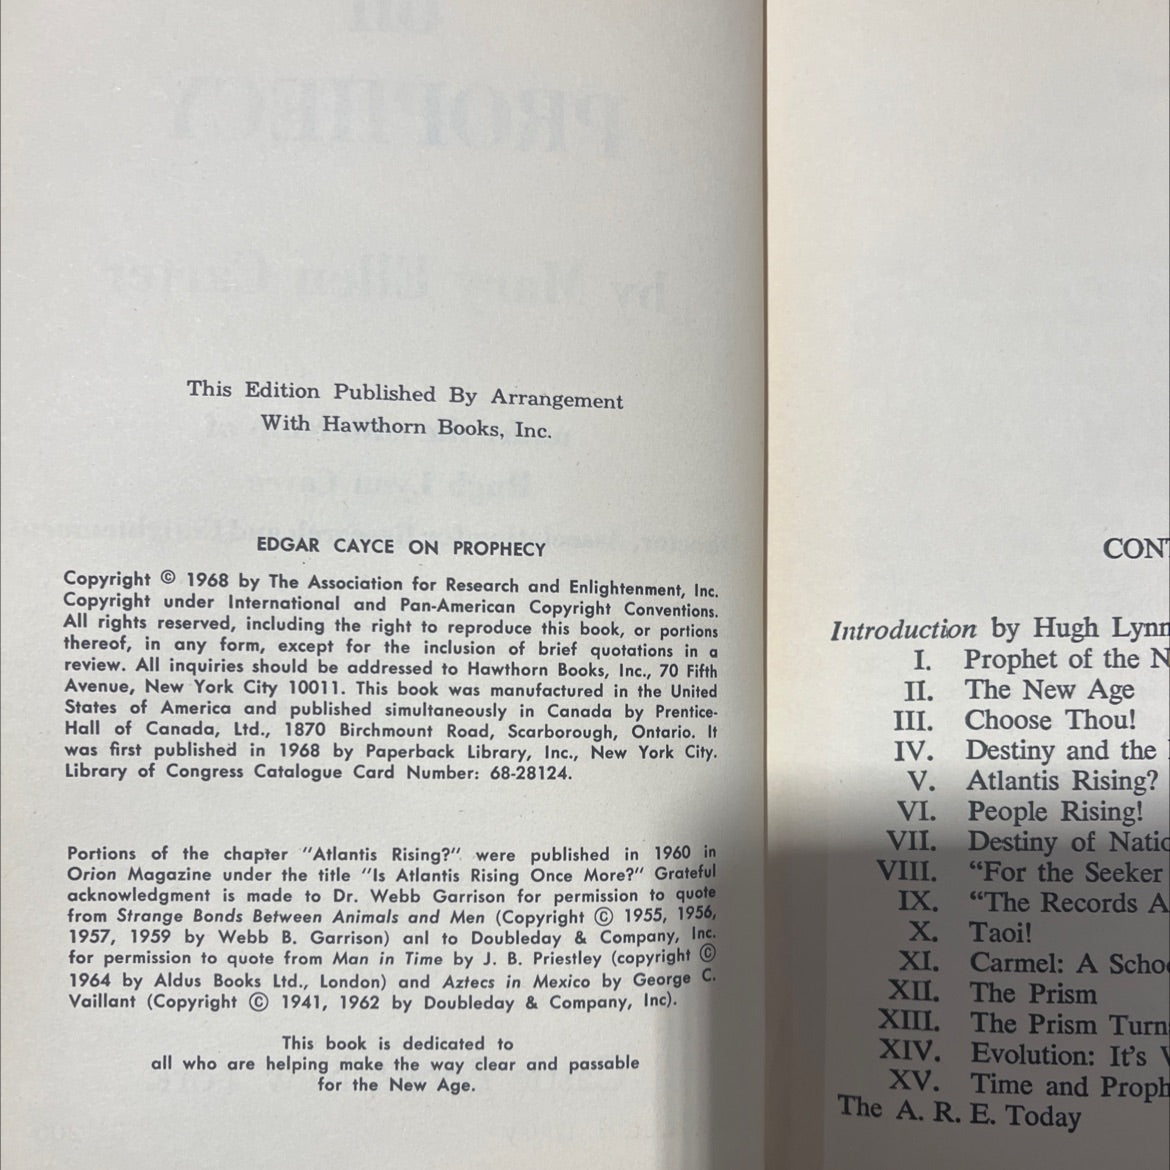 This Edition Published By Arrangement
With Hawthorn Books, Inc.
EDGAR CAYCE ON PROPHECY
Copyright © 1968 by The Association for Research and Enlightenment, Inc.
Copyright under International and Pan-American Copyright Conventions.
All rights reserved, including the right to reproduce this book, or portions
thereof, in any form, except for the inclusion of brief quotations in a
review. All inquiries should be addressed to Hawthorn Books, Inc., 70 Fifth
Avenue, New York City 10011. This book was manufactured in the United
States of America and published simultaneously in Canada by Prentice-
Hall of Canada, Ltd., 1870 Birchmount Road, Scarborough, Ontario. It
was first published in 1968 by Paperback Library, Inc., New York City.
Library of Congress Catalogue Card Number: 68-28124.
Portions of the chapter "Atlantis Rising?" were published in 1960 in
Orion Magazine under the title "Is Atlantis Rising Once More?" Grateful
acknowledgment is made to Dr. Webb Garrison for permission to quote
from Strange Bonds Between Animals and Men (Copyright © 1955, 1956,
1957, 1959 by Webb B. Garrison) anl to Doubleday & Company, Inc.
for permission to quote from Man in Time by J. B. Priestley (copyright ©
1964 by Aldus Books Ltd., London) and Aztecs in Mexico by George C.
Vaillant (Copyright © 1941, 1962 by Doubleday & Company, Inc).
This book is dedicated to
all who are helping make the way clear and passable
for the New Age.
CONT
Introduction by Hugh Lynn
I. Prophet of the N
II. The New Age
III. Choose Thou!
IV. Destiny and the
V. Atlantis Rising?
VI. People Rising!
VII. Destiny of Natio
VIII. "For the Seeker
IX. "The Records A
X. Taoi!
XI. Carmel: A Schoo
XII. The Prism
XIII. The Prism Turn
XIV. Evolution: It's V
XV. Time and Proph
The A. R. E. Today